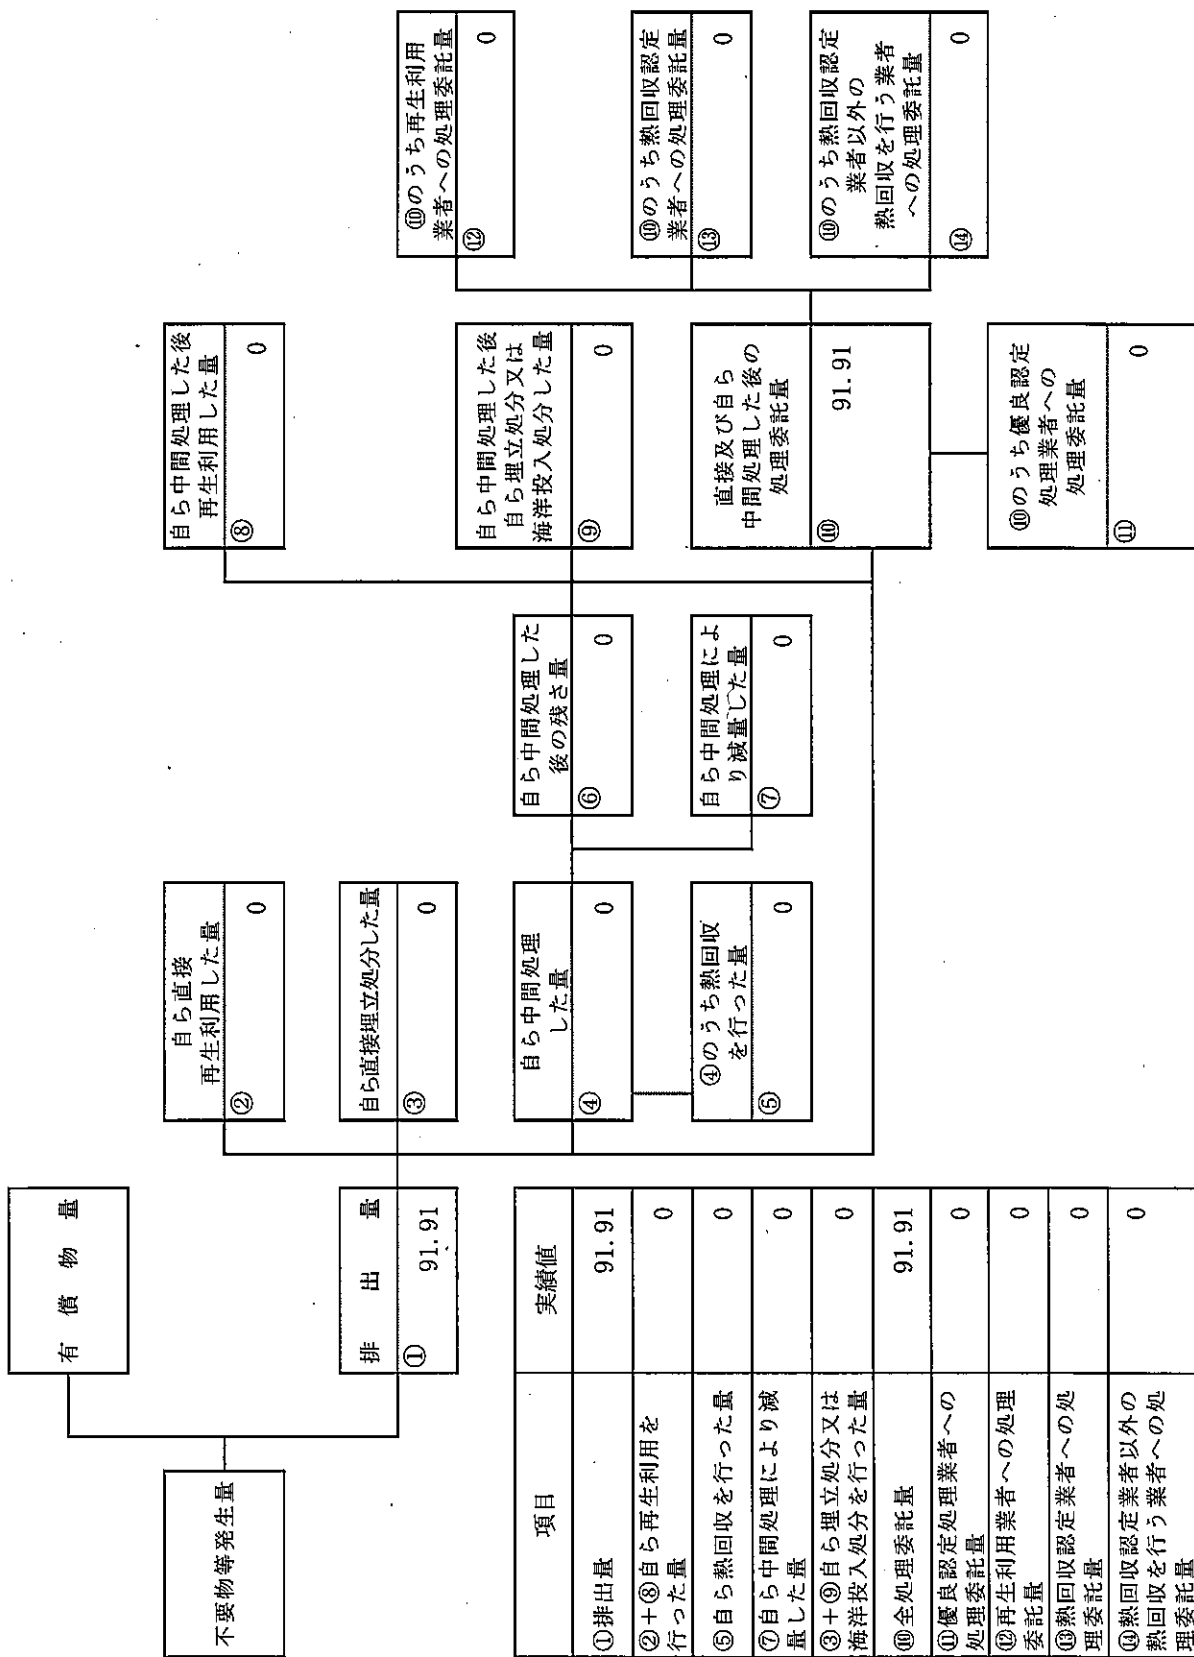 不要物等発生量
有 償 物 量
排 出 量
①
91.91
自ら直接
再生利用した量
②
0
自ら直接埋立処分した量
③
0
自ら中間処理
した量
④
0
④のうち熱回収
を行った量
⑤
0
自ら中間処理した
後の残さ量
⑥
0
自ら中間処理によ
り減量した量
⑦
0
自ら中間処理した後
再生利用した量
⑧
0
自ら中間処理した後
自ら埋立処分又は
海洋投入処分した量
⑨
0
直接及び自ら
中間処理した後の
処理委託量
⑩
91.91
⑩のうち優良認定
処理業者への
処理委託量
⑪
0
⑩のうち再生利用
業者への処理委託量
⑫
0
⑩のうち熱回収認定
業者への処理委託量
⑬
0
⑩のうち熱回収認定
業者以外の
熱回収を行う業者
への処理委託量
⑭
0
項目
実績値
①排出量
91.91
②+⑧自ら再生利用を
行った量
0
⑤自ら熱回収を行った量
0
⑦自ら中間処理により減
量した量
0
③+⑨自ら埋立処分又は
海洋投入処分を行った量
0
⑩全処理委託量
91.91
⑪優良認定処理業者への
処理委託量
0
⑫再生利用業者への処理
委託量
0
⑬熱回収認定業者への処
理委託量
0
⑭熱回収認定業者以外の
熱回収を行う業者への処
理委託量
0